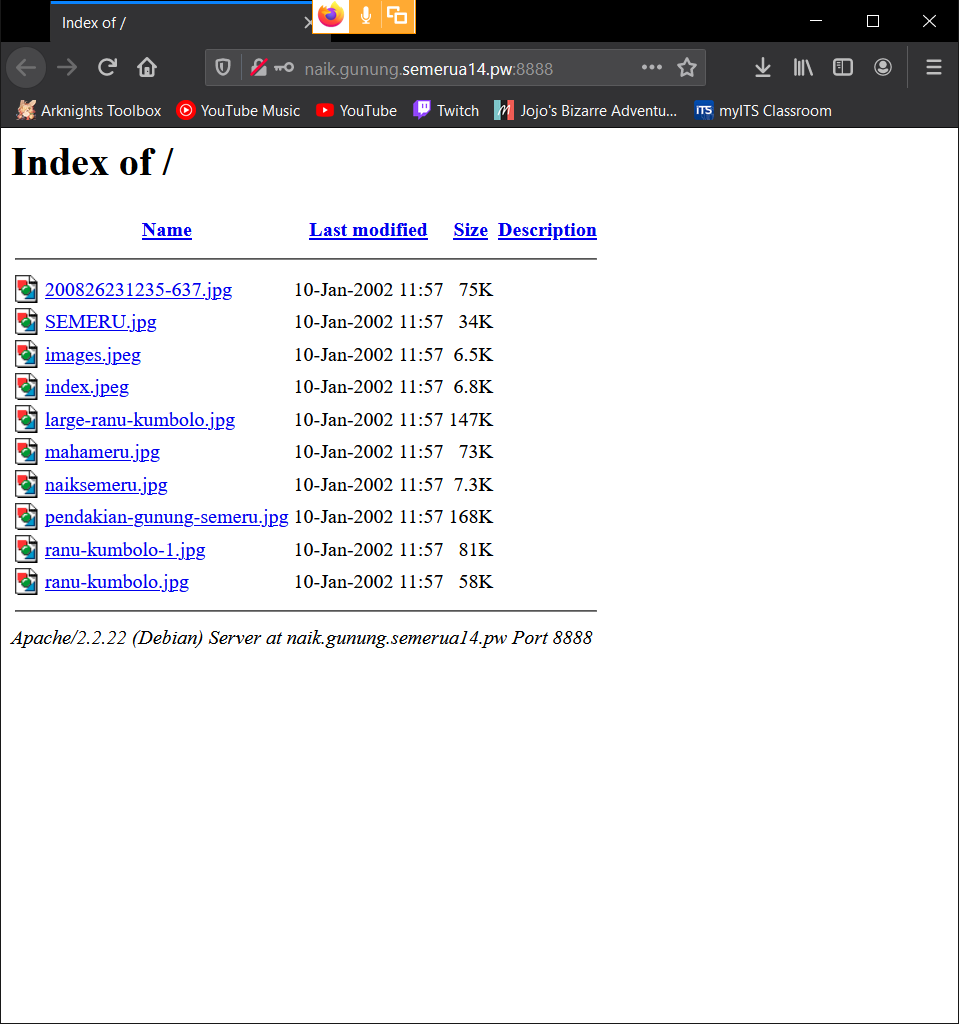 Index of /
naik.gunung.semerua14.pw:8888
Arknights Toolbox YouTube Music YouTube Twitch Jojo's Bizarre Adventu... ITS myITS Classroom
Index of /
Name Last modified Size Description
200826231235-637.jpg 10-Jan-2002 11:57 75K
SEMERU.jpg 10-Jan-2002 11:57 34K
images.jpeg 10-Jan-2002 11:57 6.5K
index.jpeg 10-Jan-2002 11:57 6.8K
large-ranu-kumbolo.jpg 10-Jan-2002 11:57 147K
mahameru.jpg 10-Jan-2002 11:57 73K
naiksemeru.jpg 10-Jan-2002 11:57 7.3K
pendakian-gunung-semeru.jpg 10-Jan-2002 11:57 168K
ranu-kumbolo-1.jpg 10-Jan-2002 11:57 81K
ranu-kumbolo.jpg 10-Jan-2002 11:57 58K
Apache/2.2.22 (Debian) Server at naik.gunung.semerua14.pw Port 8888